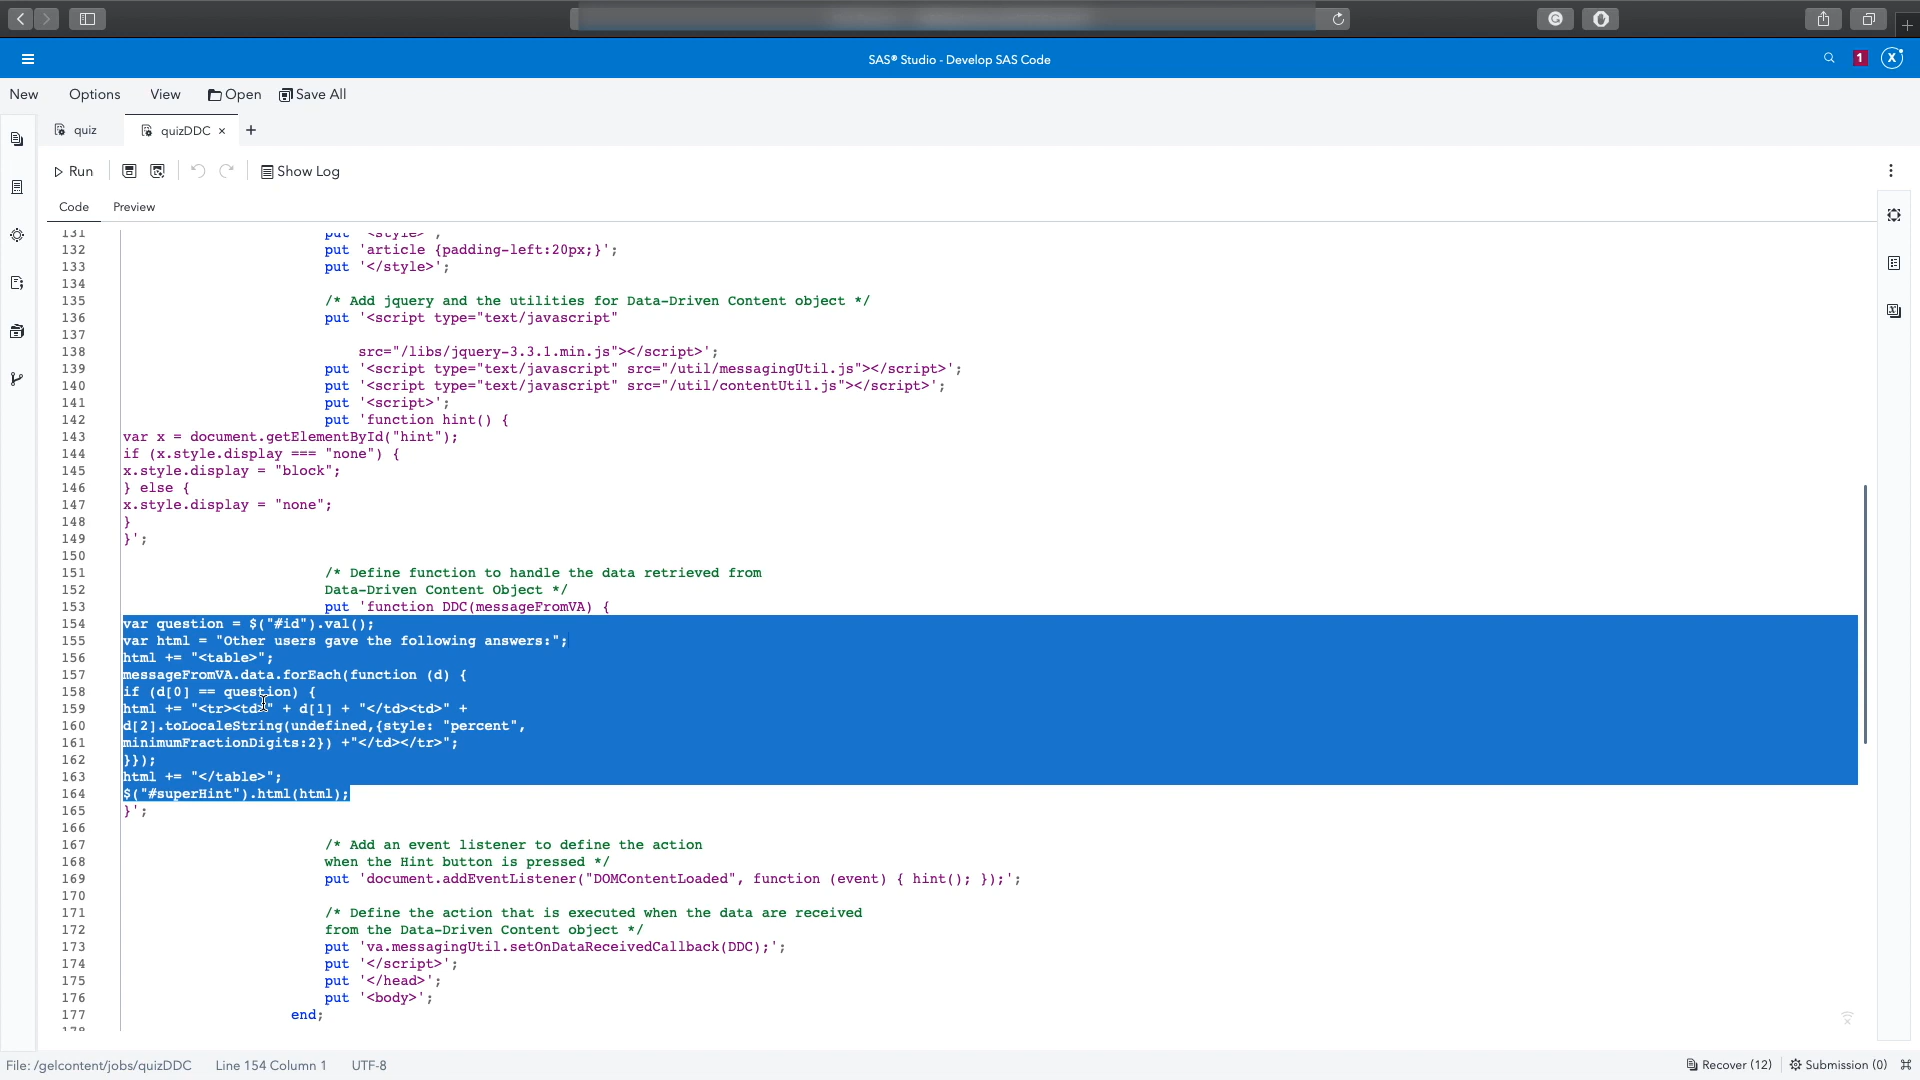 SAS® Studio - Develop SAS Code
1
X
New Options View Open Save All
quiz quizDDC × +
Run Show Log
Code Preview
131 put '<style>';
132 put 'article {padding-left:20px;}';
133 put '</style>';
134
135 /* Add jquery and the utilities for Data-Driven Content object */
136 put '<script type="text/javascript"
137
138 src="/libs/jquery-3.3.1.min.js"></script>';
139 put '<script type="text/javascript" src="/util/messagingUtil.js"></script>';
140 put '<script type="text/javascript" src="/util/contentUtil.js"></script>';
141 put '<script>';
142 put 'function hint() {
143 var x = document.getElementById("hint");
144 if (x.style.display === "none") {
145 x.style.display = "block";
146 } else {
147 x.style.display = "none";
148 }
149 }';
150
151 /* Define function to handle the data retrieved from
152 Data-Driven Content Object */
153 put 'function DDC(messageFromVA) {
154 var question = $("#id").val();
155 var html = "Other users gave the following answers:";
156 html += "<table>";
157 messageFromVA.data.forEach(function (d) {
158 if (d[0] == question) {
159 html += "<tr><td>" + d[1] + "</td><td>" +
160 d[2].toLocaleString(undefined,{style: "percent",
161 minimumFractionDigits:2}) +"</td></tr>";
162 }});
163 html += "</table>";
164 $("#superHint").html(html);
165 }';
166
167 /* Add an event listener to define the action
168 when the Hint button is pressed */
169 put 'document.addEventListener("DOMContentLoaded", function (event) { hint(); });';
170
171 /* Define the action that is executed when the data are received
172 from the Data-Driven Content object */
173 put 'va.messagingUtil.setOnDataReceivedCallback(DDC);';
174 put '</script>';
175 put '</head>';
176 put '<body>';
177 end;
178
File: /gelcontent/jobs/quizDDC Line 154 Column 1 UTF-8 Recover (12) Submission (0)